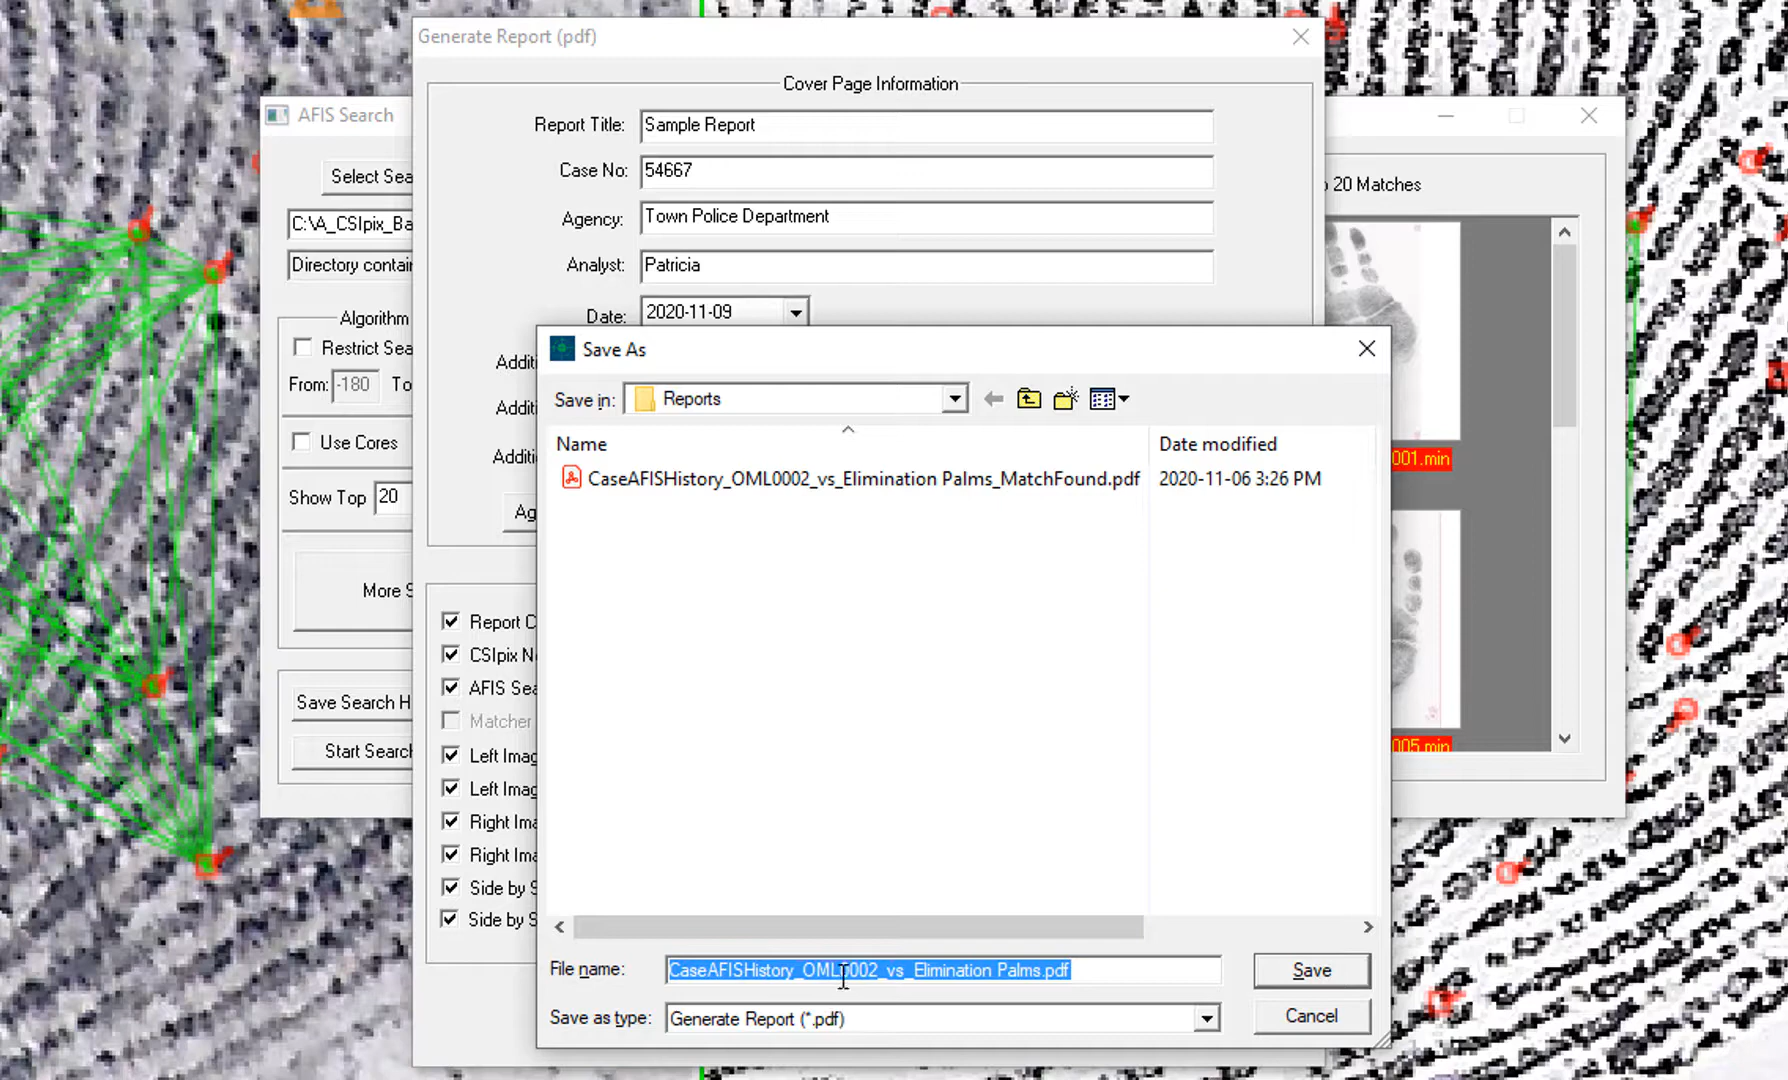 Generate Report (pdf)
Cover Page Information
Report Title: Sample Report
Case No: 54667
Agency: Town Police Department
Analyst: Patricia
Date: 2020-11-09
Additi
Additi
Additi
Ag
Report C
CSIpix N
AFIS Sea
Matcher
Left Imag
Left Imag
Right Ima
Right Ima
Side by S
Side by S
AFIS Search
Select Sea
C:\A_CSIpix_Ba
Directory contain
Algorithm
Restrict Sea
From: -180 To
Use Cores
Show Top 20
More S
Save Search H
Start Search
20 Matches
001.min
005.min
Save As
Save in: Reports
Name Date modified
CaseAFISHistory_OML0002_vs_Elimination Palms_MatchFound.pdf 2020-11-06 3:26 PM
File name: CaseAFISHistory_OML0002_vs_Elimination Palms.pdf
Save
Save as type: Generate Report (*.pdf)
Cancel